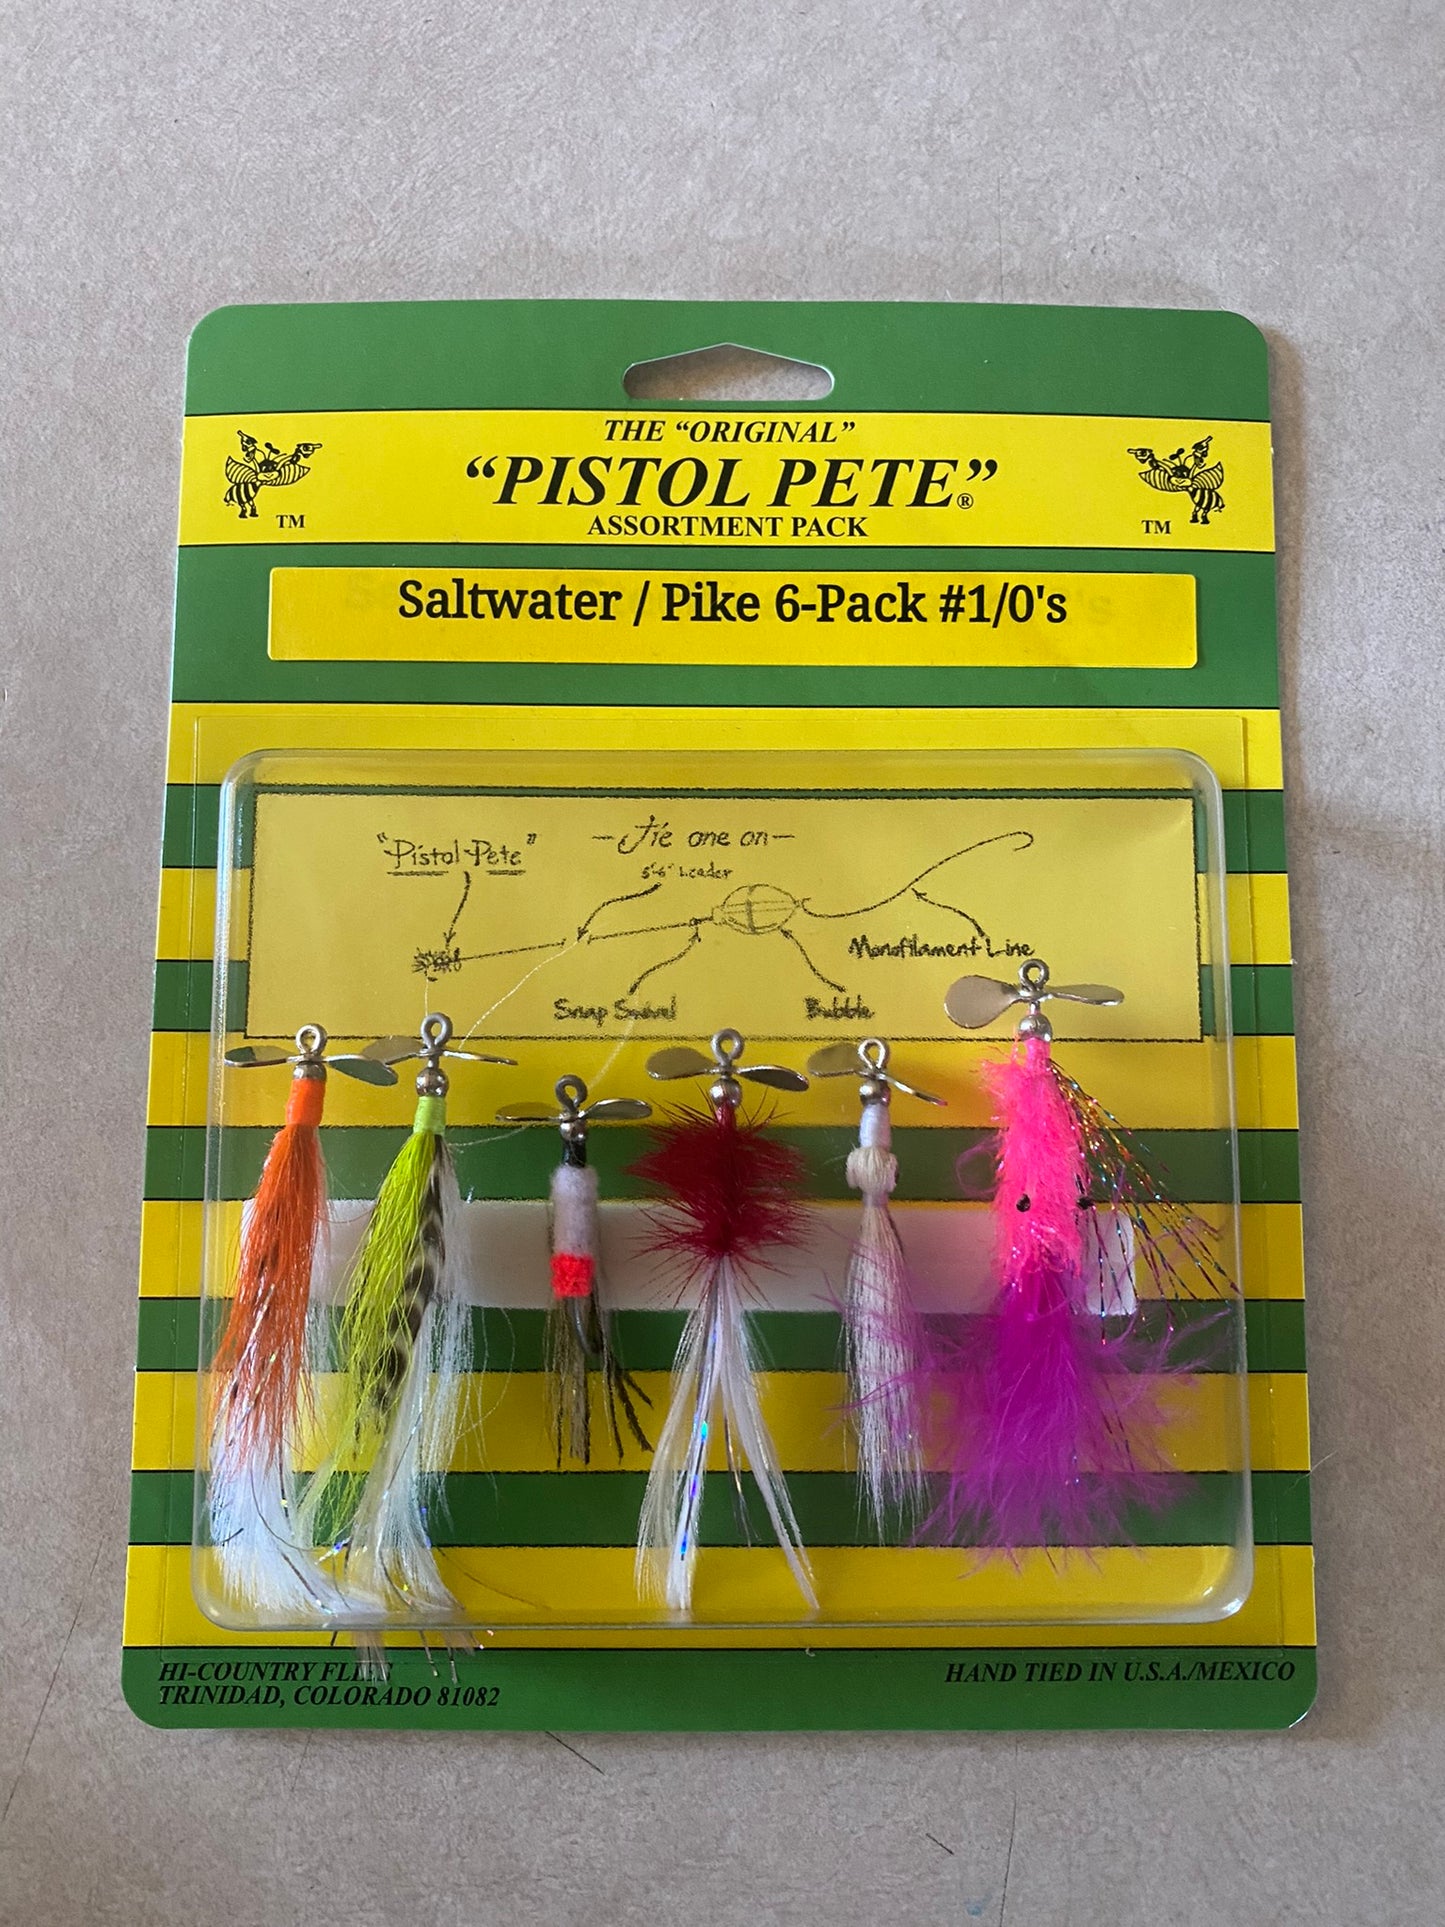 THE “ORIGINAL”
“PISTOL PETE”®
ASSORTMENT PACK
TM
TM
Saltwater / Pike 6-Pack #1/0's
"Pistol Pete"
—Tie one on—
5'-6' Leader
Monofilament Line
Snap Swivel
Bubble
HI-COUNTRY FLIES
TRINIDAD, COLORADO 81082
HAND TIED IN U.S.A./MEXICO